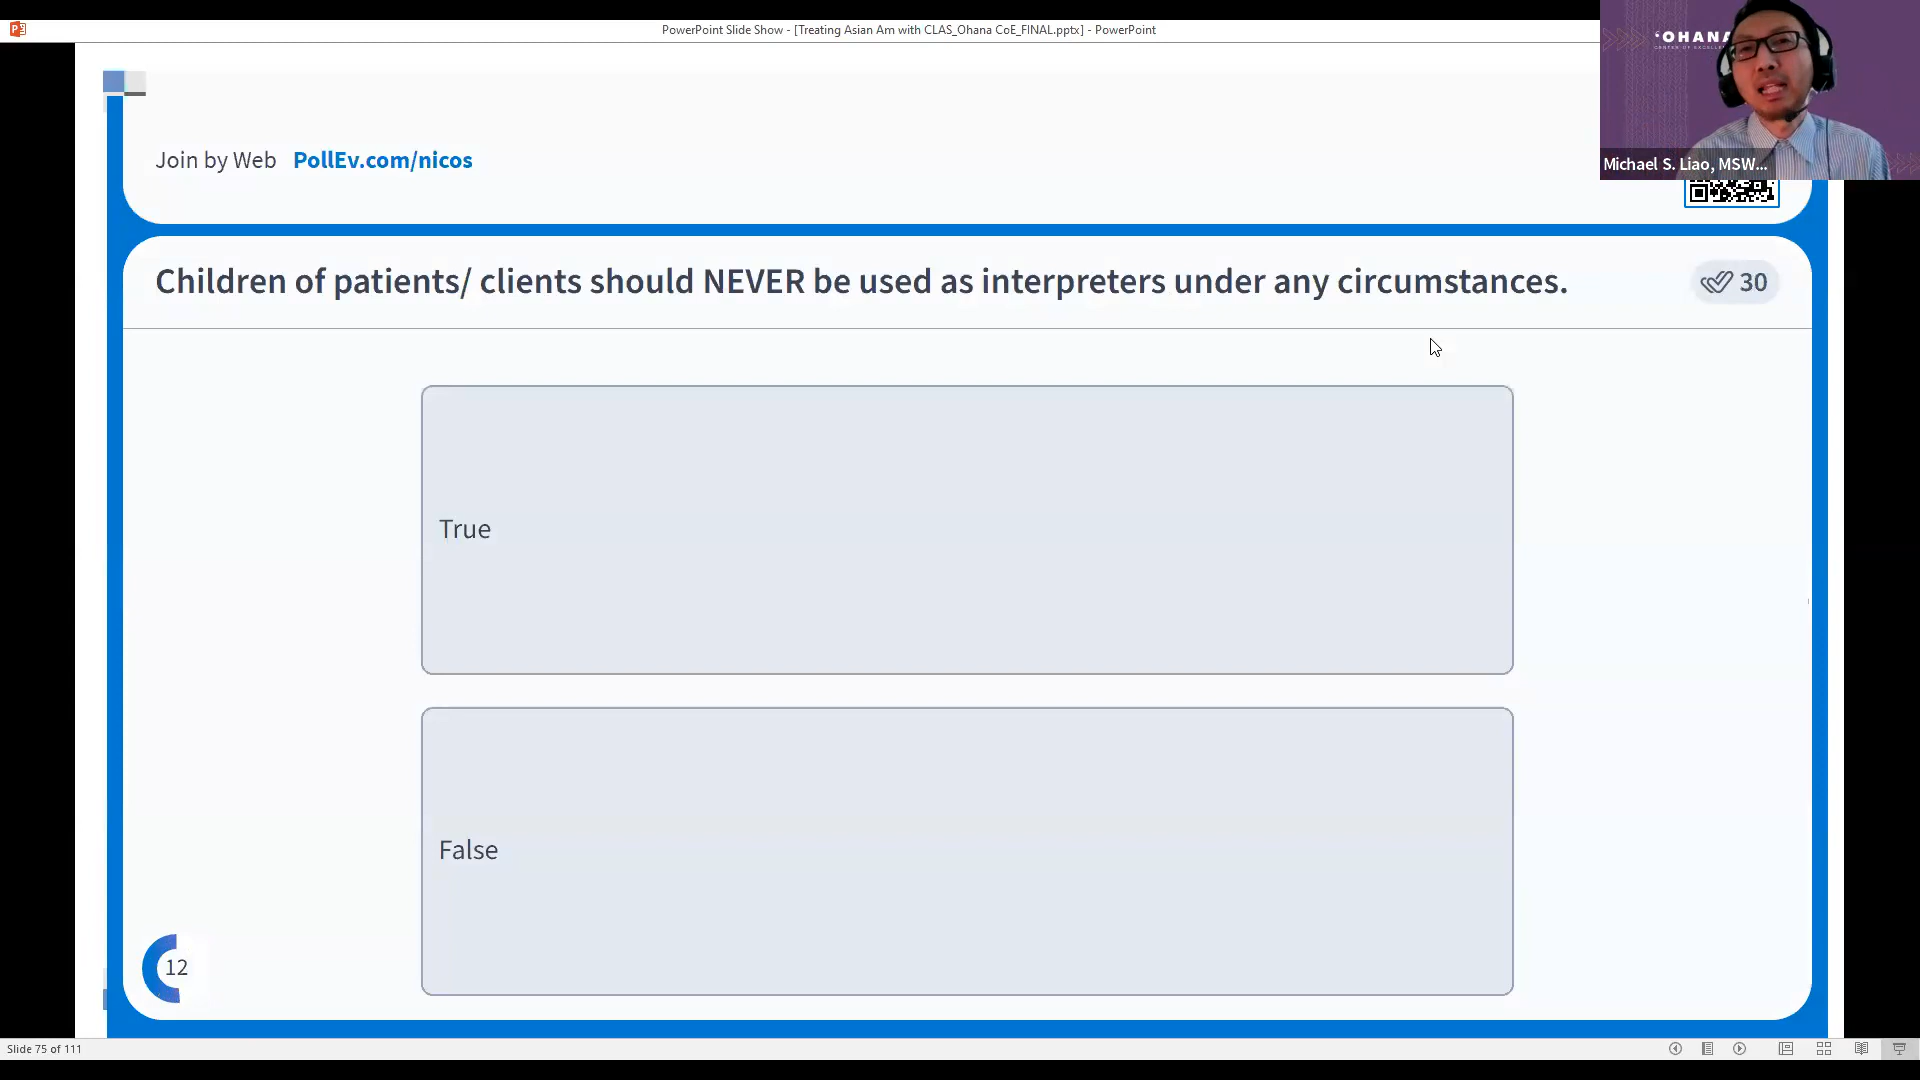 PowerPoint Slide Show - [Treating Asian Am with CLAS_Ohana CoE_FINAL.pptx] - PowerPoint
ʻOHANA
Michael S. Liao, MSW...
Join by Web PollEv.com/nicos
Children of patients/ clients should NEVER be used as interpreters under any circumstances.
30
True
False
12
Slide 75 of 111